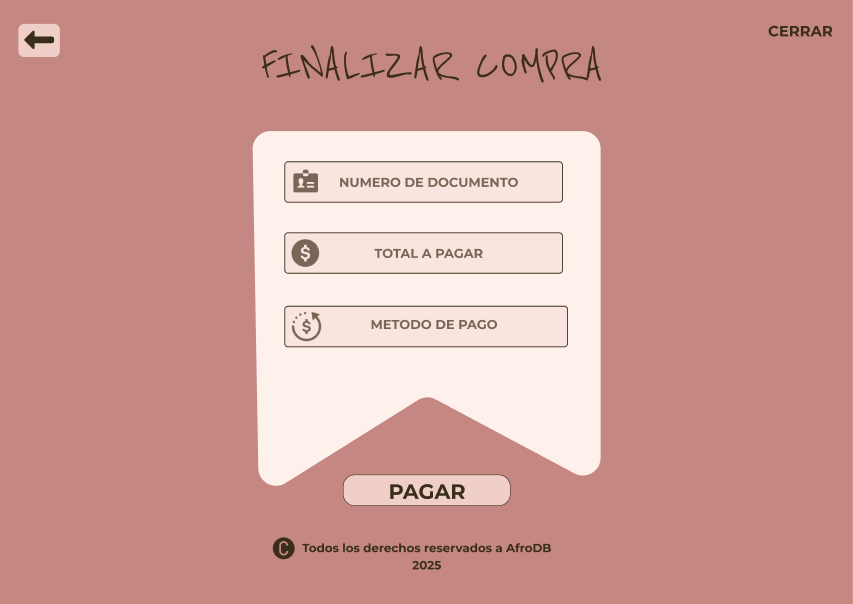 CERRAR
FINALIZAR COMPRA
NUMERO DE DOCUMENTO
TOTAL A PAGAR
METODO DE PAGO
PAGAR
C Todos los derechos reservados a AfroDB
2025